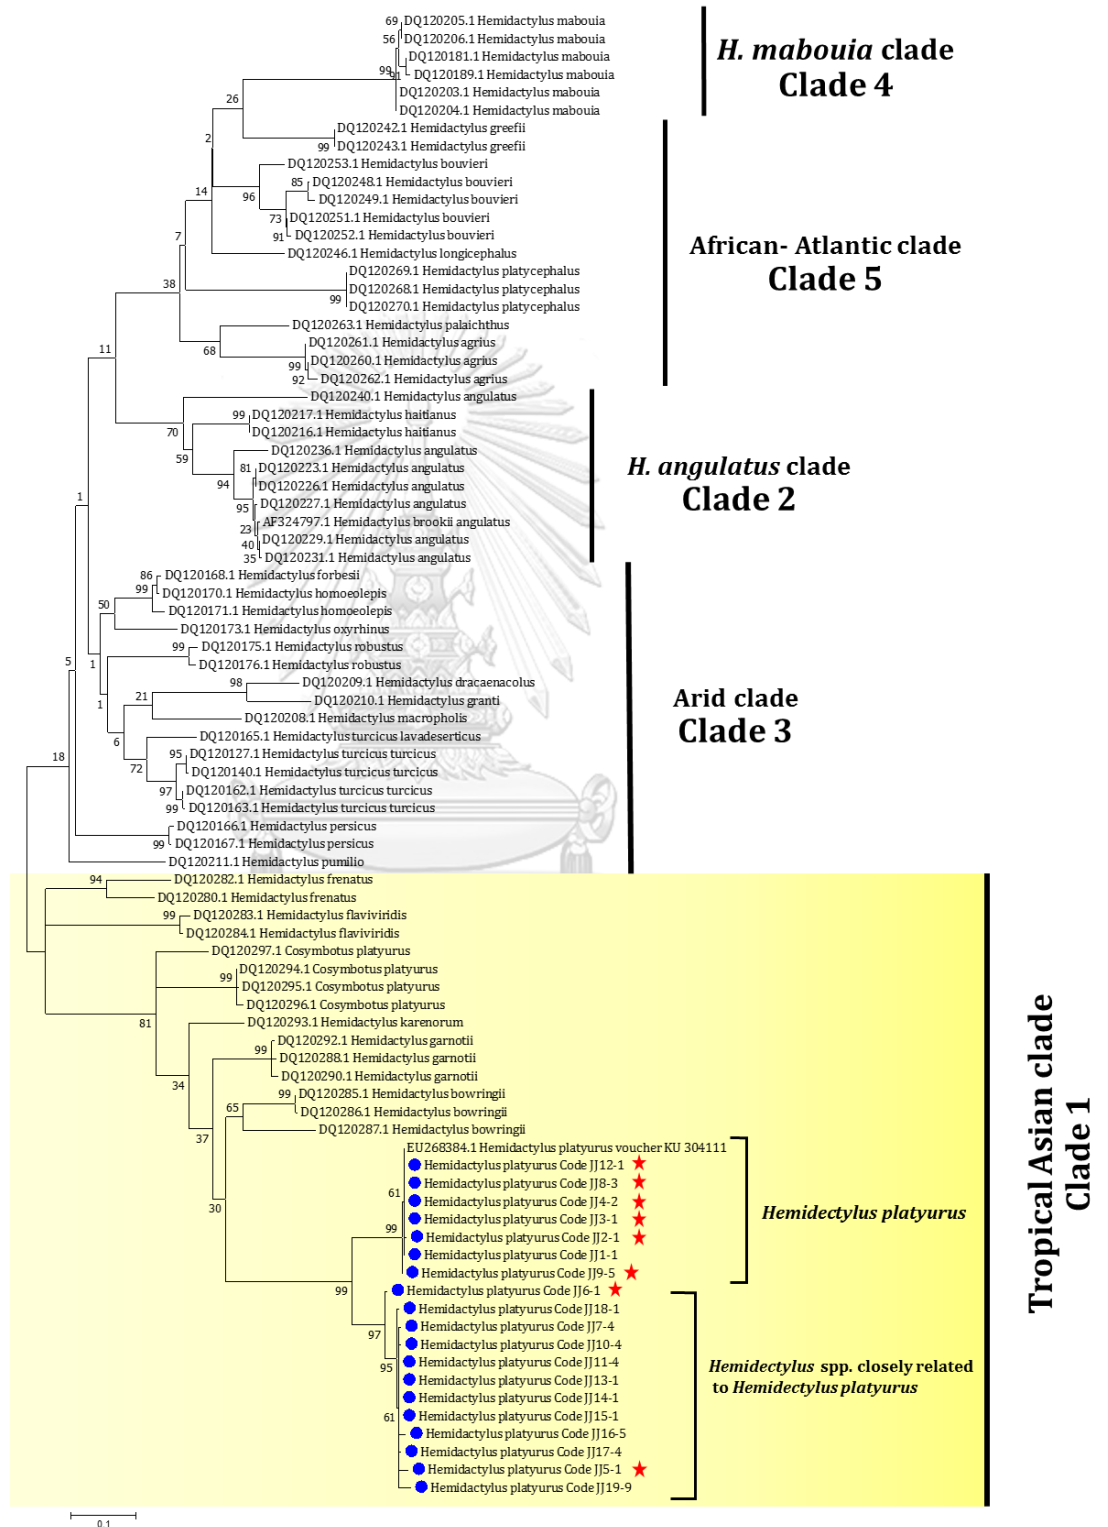 69 DQ120205.1 Hemidactylus mabouia
56 DQ120206.1 Hemidactylus mabouia
DQ120181.1 Hemidactylus mabouia
99 91 DQ120189.1 Hemidactylus mabouia
DQ120203.1 Hemidactylus mabouia
DQ120204.1 Hemidactylus mabouia
H. mabouia clade
Clade 4
26
2
DQ120242.1 Hemidactylus greefii
99 DQ120243.1 Hemidactylus greefii
DQ120253.1 Hemidactylus bouvieri
85 DQ120248.1 Hemidactylus bouvieri
14
96
DQ120249.1 Hemidactylus bouvieri
73 DQ120251.1 Hemidactylus bouvieri
91 DQ120252.1 Hemidactylus bouvieri
7
DQ120246.1 Hemidactylus longicephalus
DQ120269.1 Hemidactylus platycephalus
38
DQ120268.1 Hemidactylus platycephalus
99
DQ120270.1 Hemidactylus platycephalus
African- Atlantic clade
Clade 5
DQ120263.1 Hemidactylus palaichthus
DQ120261.1 Hemidactylus agrius
11
68
99 DQ120260.1 Hemidactylus agrius
92 DQ120262.1 Hemidactylus agrius
DQ120240.1 Hemidactylus angulatus
99 DQ120217.1 Hemidactylus haitianus
70
DQ120216.1 Hemidactylus haitianus
DQ120236.1 Hemidactylus angulatus
59
81 DQ120223.1 Hemidactylus angulatus
94
DQ120226.1 Hemidactylus angulatus
95 DQ120227.1 Hemidactylus angulatus
AF324797.1 Hemidactylus brookii angulatus
23
40 DQ120229.1 Hemidactylus angulatus
35 DQ120231.1 Hemidactylus angulatus
H. angulatus clade
Clade 2
1
86 DQ120168.1 Hemidactylus forbesii
99 DQ120170.1 Hemidactylus homoeolepis
50
DQ120171.1 Hemidactylus homoeolepis
DQ120173.1 Hemidactylus oxyrhinus
99 DQ120175.1 Hemidactylus robustus
5
1
DQ120176.1 Hemidactylus robustus
98 DQ120209.1 Hemidactylus dracaenacolus
21
1
DQ120210.1 Hemidactylus granti
DQ120208.1 Hemidactylus macropholis
6
DQ120165.1 Hemidactylus turcicus lavadeserticus
95 DQ120127.1 Hemidactylus turcicus turcicus
18
72
DQ120140.1 Hemidactylus turcicus turcicus
97
DQ120162.1 Hemidactylus turcicus turcicus
99 DQ120163.1 Hemidactylus turcicus turcicus
DQ120166.1 Hemidactylus persicus
99 DQ120167.1 Hemidactylus persicus
DQ120211.1 Hemidactylus pumilio
Arid clade
Clade 3
94 DQ120282.1 Hemidactylus frenatus
DQ120280.1 Hemidactylus frenatus
99 DQ120283.1 Hemidactylus flaviviridis
DQ120284.1 Hemidactylus flaviviridis
DQ120297.1 Cosymbotus platyurus
DQ120294.1 Cosymbotus platyurus
99
DQ120295.1 Cosymbotus platyurus
DQ120296.1 Cosymbotus platyurus
81
DQ120293.1 Hemidactylus karenorum
DQ120292.1 Hemidactylus garnotii
99
DQ120288.1 Hemidactylus garnotii
DQ120290.1 Hemidactylus garnotii
34
99 DQ120285.1 Hemidactylus bowringii
65
DQ120286.1 Hemidactylus bowringii
37
DQ120287.1 Hemidactylus bowringii
EU268384.1 Hemidactylus platyurus voucher KU 304111
Hemidactylus platyurus Code JJ12-1
Hemidactylus platyurus Code JJ8-3
61
Hemidactylus platyurus Code JJ4-2
30
Hemidactylus platyurus Code JJ3-1
99
Hemidactylus platyurus Code JJ2-1
Hemidactylus platyurus Code JJ1-1
Hemidactylus platyurus Code JJ9-5
Hemidectylus platyurus
99
Hemidactylus platyurus Code JJ6-1
Hemidactylus platyurus Code JJ18-1
97
Hemidactylus platyurus Code JJ7-4
Hemidactylus platyurus Code JJ10-4
95
Hemidactylus platyurus Code JJ11-4
Hemidactylus platyurus Code JJ13-1
Hemidactylus platyurus Code JJ14-1
61
Hemidactylus platyurus Code JJ15-1
Hemidactylus platyurus Code JJ16-5
Hemidactylus platyurus Code JJ17-4
Hemidactylus platyurus Code JJ5-1
Hemidactylus platyurus Code JJ19-9
Hemidectylus spp. closely related
to Hemidectylus platyurus
Tropical Asian clade
Clade 1
0.1